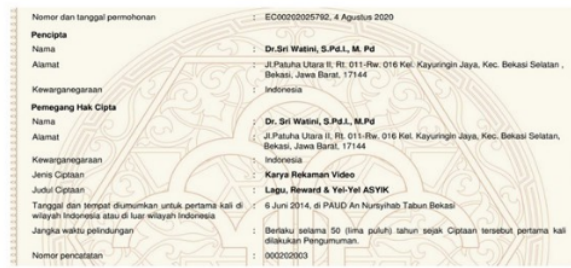 Nomor dan tanggal permohonan : EC00202025792, 4 Agustus 2020
Pencipta
Nama : Dr.Sri Watini, S.Pd.I., M. Pd
Alamat : Jl.Patuha Utara II, Rt. 011-Rw. 016 Kel. Kayuringin Jaya, Kec. Bekasi Selatan ,
Bekasi, Jawa Barat, 17144
Kewarganegaraan : Indonesia
Pemegang Hak Cipta
Nama : Dr. Sri Watini, S.Pd.I., M.Pd
Alamat : Jl.Patuha Utara II, Rt. 011-Rw. 016 Kel. Kayuringin Jaya, Kec. Bekasi Selatan,
Bekasi, Jawa Barat, 17144
Kewarganegaraan : Indonesia
Jenis Ciptaan : Karya Rekaman Video
Judul Ciptaan : Lagu, Reward & Yel-Yel ASYIK
Tanggal dan tempat diumumkan untuk pertama kali di : 6 Juni 2014, di PAUD An Nursyihab Tabun Bekasi
wilayah Indonesia atau di luar wilayah Indonesia
Jangka waktu pelindungan : Berlaku selama 50 (lima puluh) tahun sejak Ciptaan tersebut pertama kali
dilakukan Pengumuman.
Nomor pencatatan : 000202003